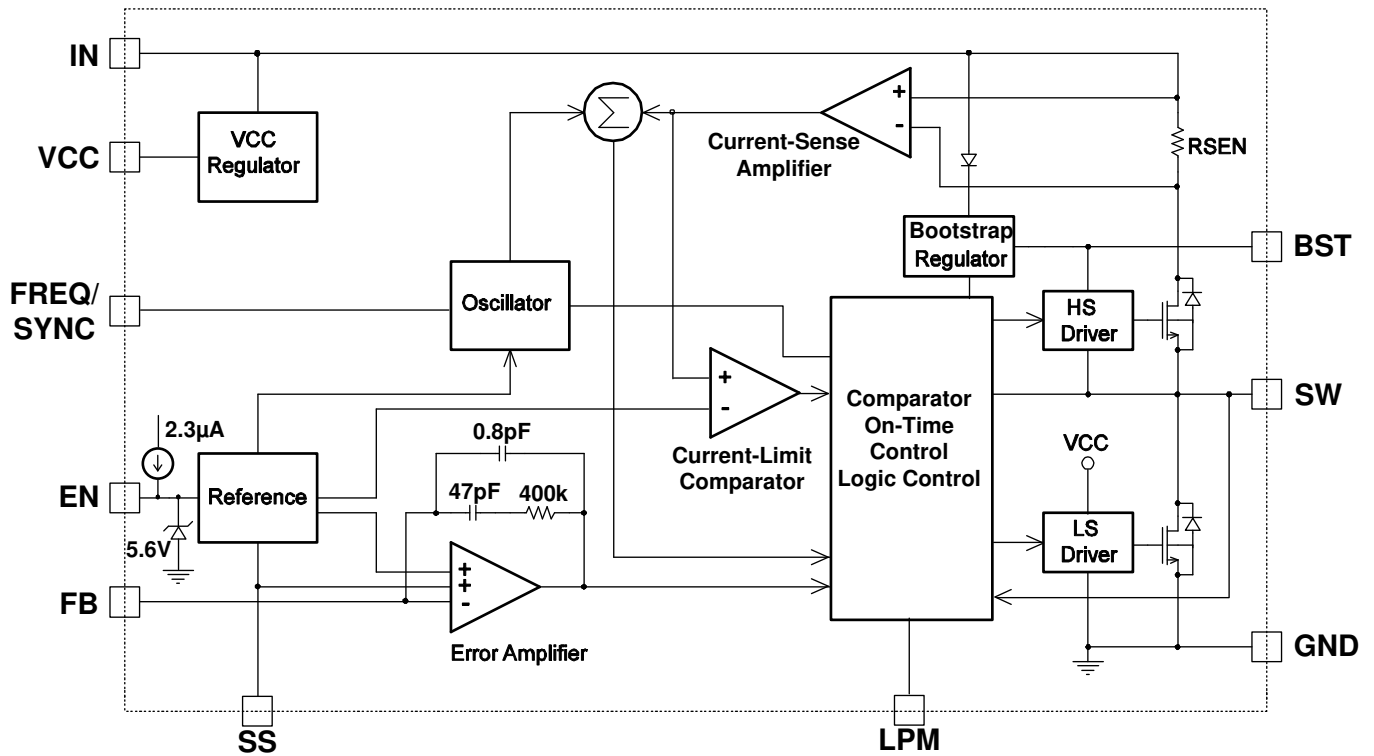 IN
Σ
+
-
Current-Sense
Amplifier
RSEN
VCC
VCC
Regulator
Bootstrap
Regulator
BST
FREQ/
SYNC
Oscillator
HS
Driver
+
-
Current-Limit
Comparator
Comparator
On-Time
Control
Logic Control
SW
2.3µA
0.8pF
47pF
400k
VCC
EN
Reference
5.6V
LS
Driver
FB
+
+
-
Error Amplifier
GND
SS
LPM